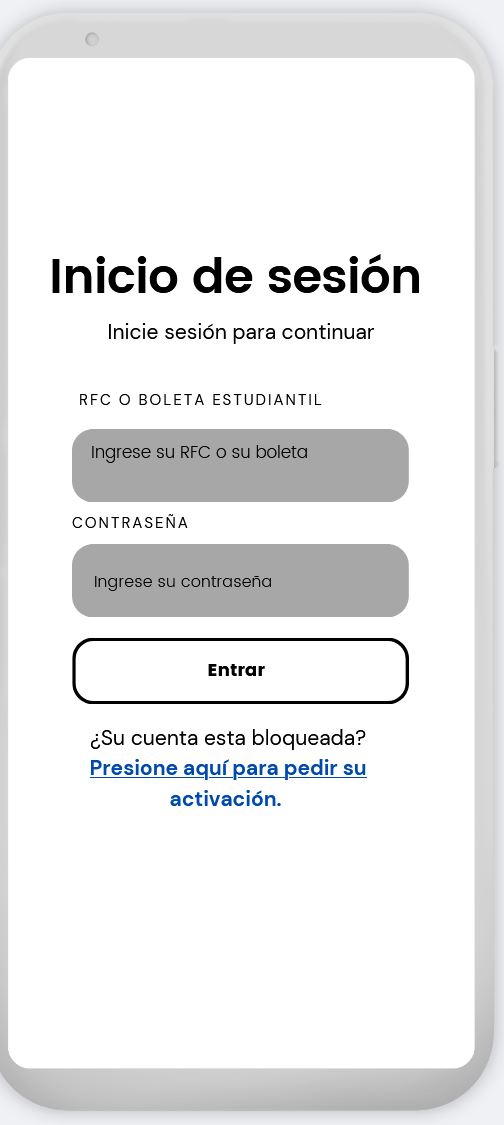 Inicio de sesión
Inicie sesión para continuar
RFC O BOLETA ESTUDIANTIL
Ingrese su RFC o su boleta
CONTRASEÑA
Ingrese su contraseña
Entrar
¿Su cuenta esta bloqueada?
Presione aquí para pedir su
activación.